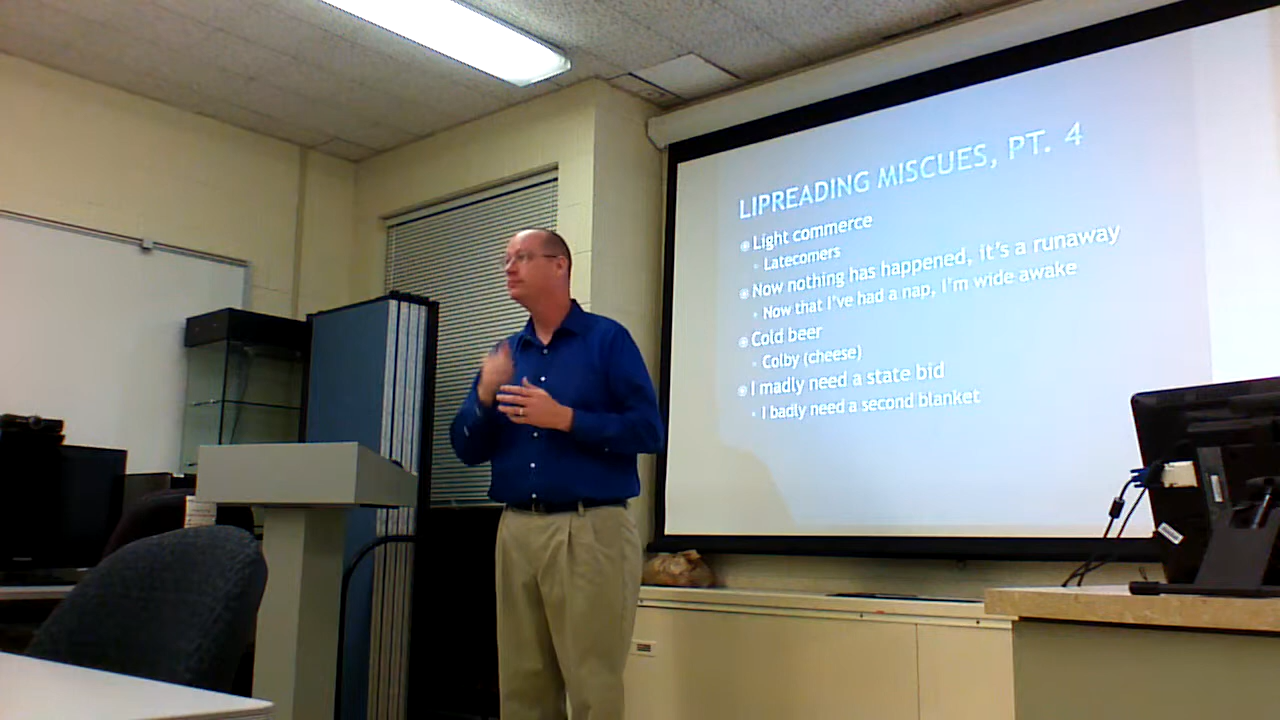 LIPREADING MISCUES, PT. 4
Light commerce
Latecomers
Now nothing has happened, it's a runaway
Now that I've had a nap, I'm wide awake
Cold beer
Colby (cheese)
I madly need a state bid
I badly need a second blanket